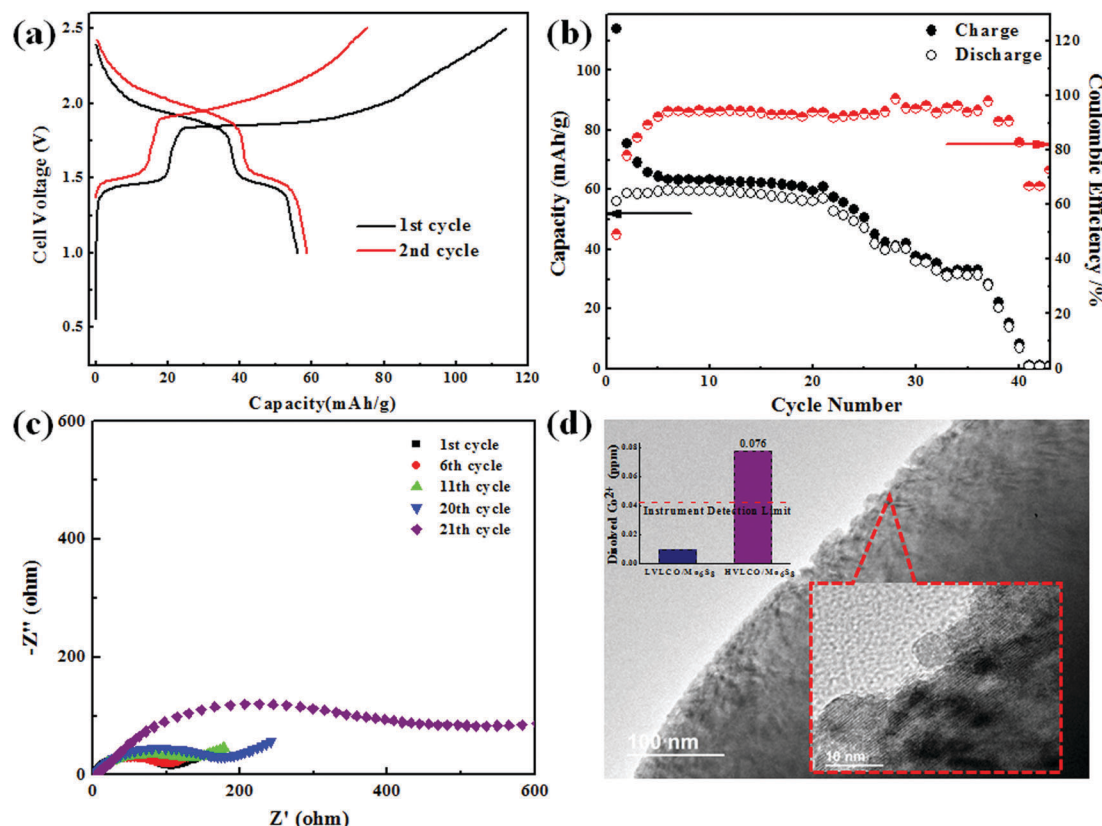 (a)
2.5
2.0
1.5
1.0
0.5
Cell Voltage (V)
1st cycle
2nd cycle
0 20 40 60 80 100 120
Capacity(mAh/g)
(b)
Charge
Discharge
100
80
60
40
20
0
Capacity (mAh/g)
120
100
80
60
40
20
0
Coulombic Efficiency /%
0 10 20 30 40
Cycle Number
(c)
600
400
200
0
-Z'' (ohm)
1st cycle
6th cycle
11th cycle
20th cycle
21th cycle
0 200 400 600
Z' (ohm)
(d)
0.08
0.06
0.04
0.02
0.00
0.076
Instrument Detection Limit
LVLCO/Mo6S8
HVLCO/Mo6S8
100 nm
10 nm